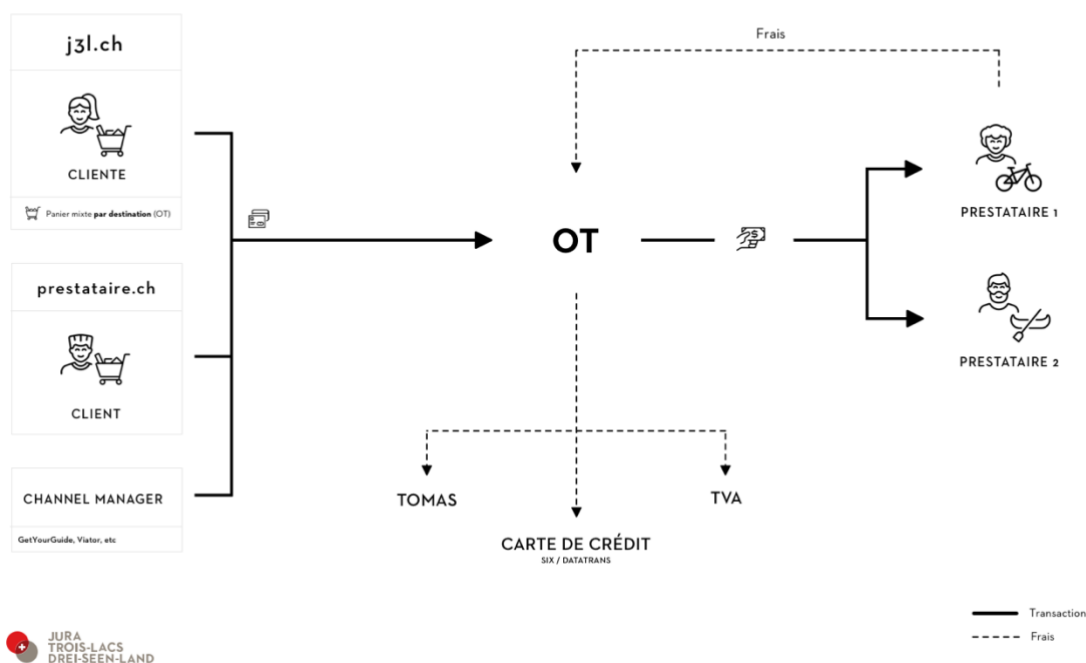 j3l.ch
CLIENTE
Panier mixte par destination (OT)
prestataire.ch
CLIENT
CHANNEL MANAGER
GetYourGuide, Viator, etc
Frais
OT
PRESTATAIRE 1
PRESTATAIRE 2
TOMAS
TVA
CARTE DE CRÉDIT
SIX / DATATRANS
Transaction
Frais
JURA
TROIS-LACS
DREI-SEEN-LAND